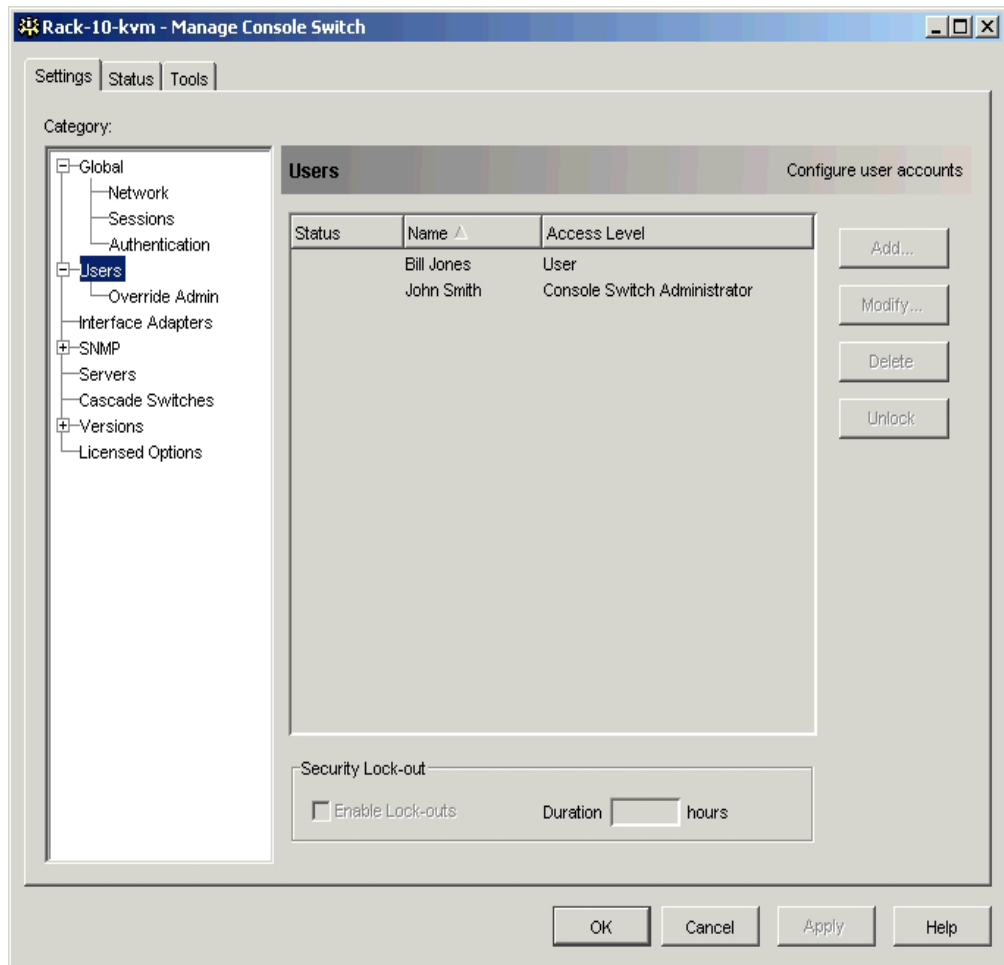 Rack-10-kvm - Manage Console Switch
Settings Status Tools
Category:
Global
Network
Sessions
Authentication
Users
Override Admin
Interface Adapters
SNMP
Servers
Cascade Switches
Versions
Licensed Options
Users Configure user accounts
Status Name Access Level
Bill Jones User
John Smith Console Switch Administrator
Add...
Modify...
Delete
Unlock
Security Lock-out
Enable Lock-outs Duration hours
OK Cancel Apply Help